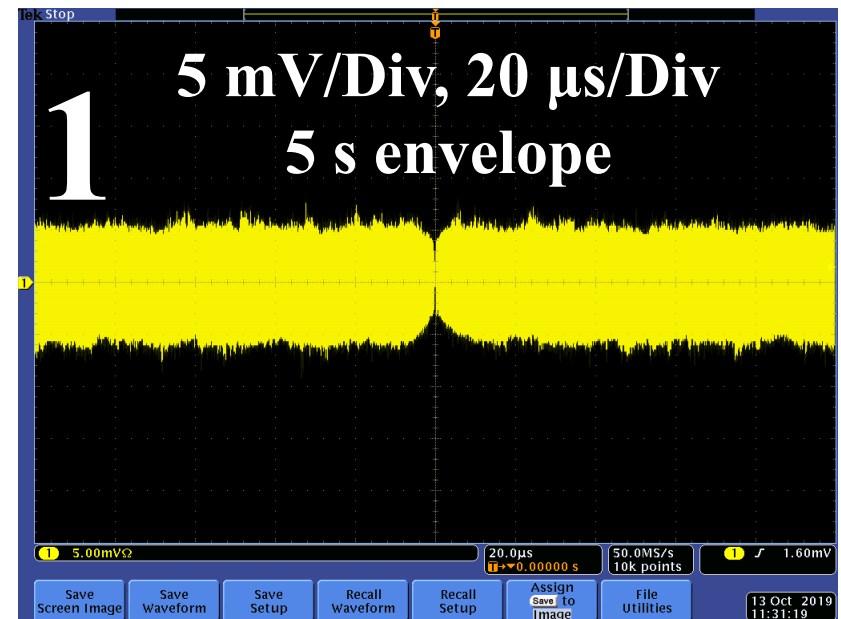 Tek Stop
T
T
5 mV/Div, 20 µs/Div
1
5 s envelope
1
1 5.00mVΩ
20.0µs
T→▼0.00000 s
50.0MS/s
10k points
1 ƒ 1.60mV
Save
Screen Image
Save
Waveform
Save
Setup
Recall
Waveform
Recall
Setup
Assign
Save to
Image
File
Utilities
13 Oct 2019
11:31:19